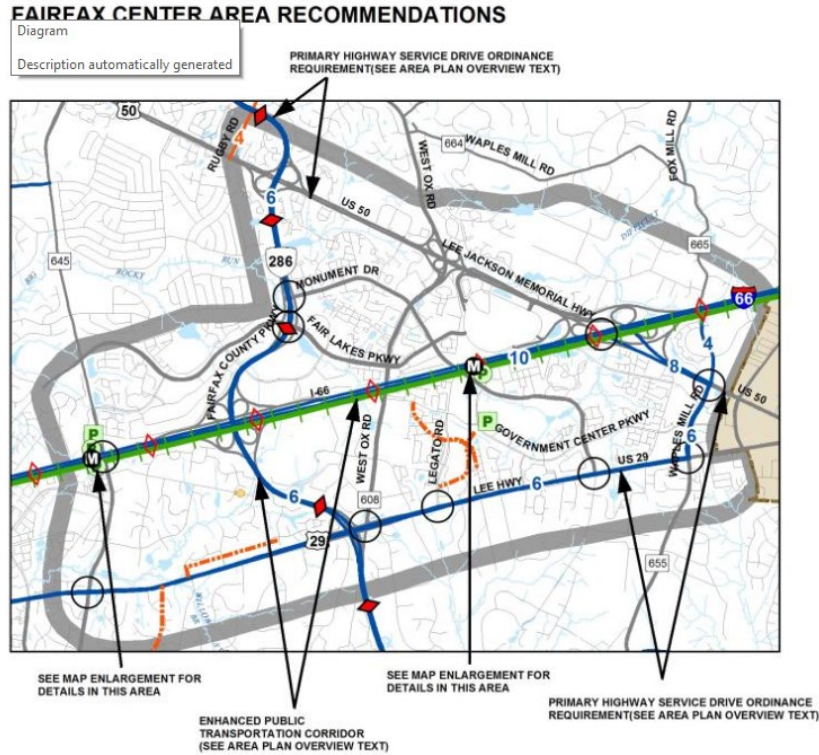 FAIRFAX CENTER AREA RECOMMENDATIONS
Diagram
Description automatically generated
PRIMARY HIGHWAY SERVICE DRIVE ORDINANCE
REQUIREMENT(SEE AREA PLAN OVERVIEW TEXT)
50
RUGBY RD
4
664
WAPLES MILL RD
FOX MILL RD
WEST OX RD
6
US 50
DIFFICULT
665
645
286
LEE JACKSON MEMORIAL HWY
BIG
ROCKY
RUN
MONUMENT DR
66
FAIRFAX COUNTY PKWY
FAIR LAKES PKWY
4
10
8
M
P
I-66
US 50
P
M
WEST OX RD
LEGATO RD
P
GOVERNMENT CENTER PKWY
WAPLES MILL RD
6
US 29
6
608
LEE HWY
6
29
655
WILLOW
SEE MAP ENLARGEMENT FOR
DETAILS IN THIS AREA
SEE MAP ENLARGEMENT FOR
DETAILS IN THIS AREA
PRIMARY HIGHWAY SERVICE DRIVE ORDINANCE
REQUIREMENT(SEE AREA PLAN OVERVIEW TEXT)
ENHANCED PUBLIC
TRANSPORTATION CORRIDOR
(SEE AREA PLAN OVERVIEW TEXT)